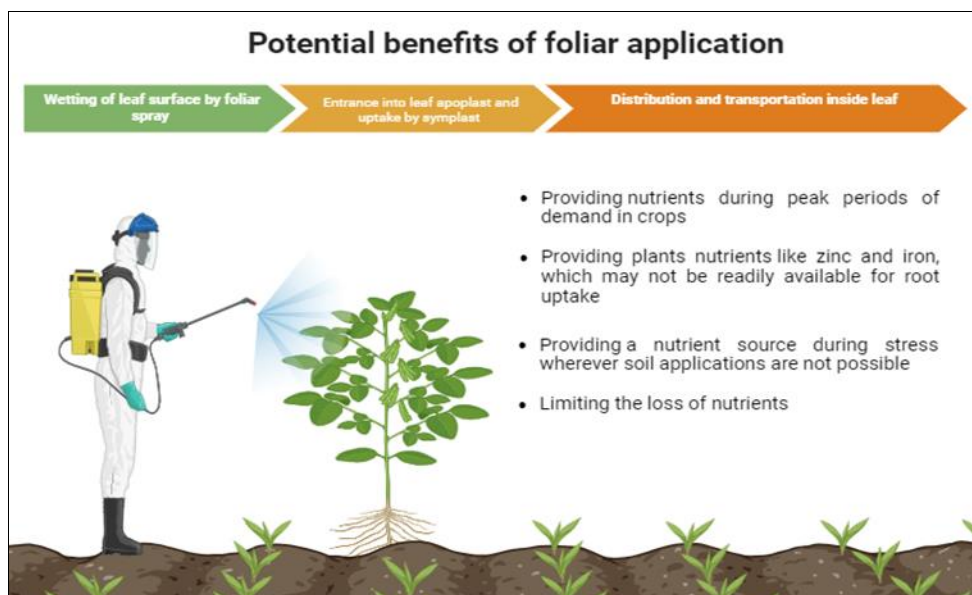 Potential benefits of foliar application
Wetting of leaf surface by foliar
spray
Entrance into leaf apoplast and
uptake by symplast
Distribution and transportation inside leaf
• Providing nutrients during peak periods of
demand in crops
• Providing plants nutrients like zinc and iron,
which may not be readily available for root
uptake
• Providing a nutrient source during stress
wherever soil applications are not possible
• Limiting the loss of nutrients